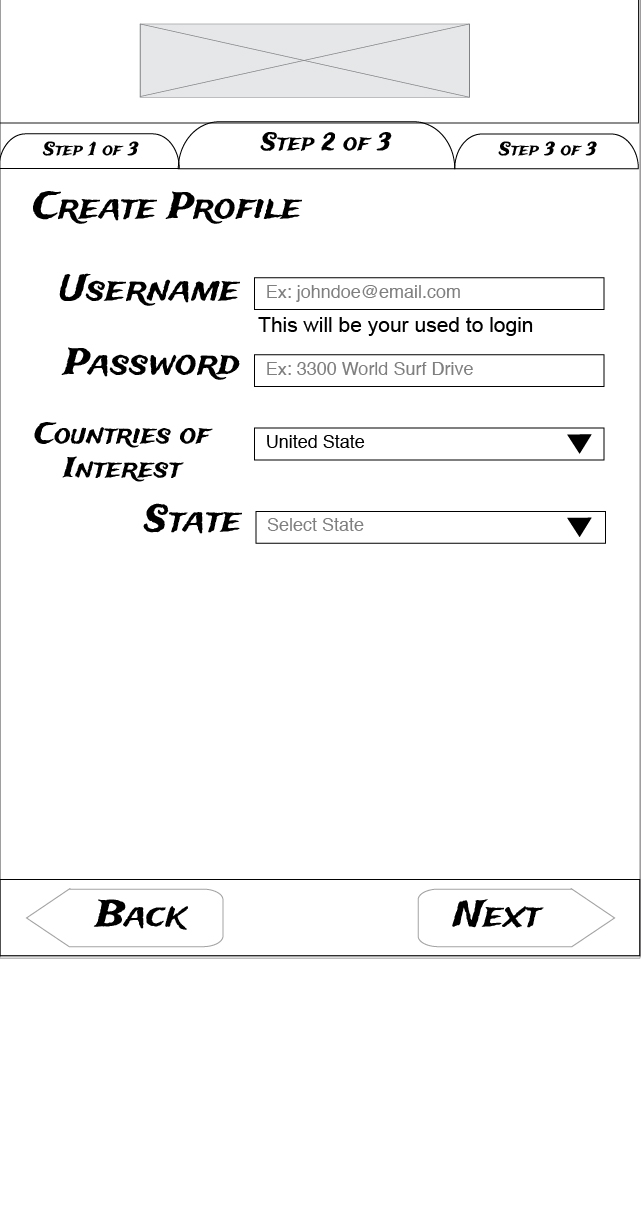 Step 1 of 3
Step 2 of 3
Step 3 of 3
Create Profile
Username
Ex: johndoe@email.com
This will be your used to login
Password
Ex: 3300 World Surf Drive
Countries of
Interest
United State
State
Select State
Back
Next